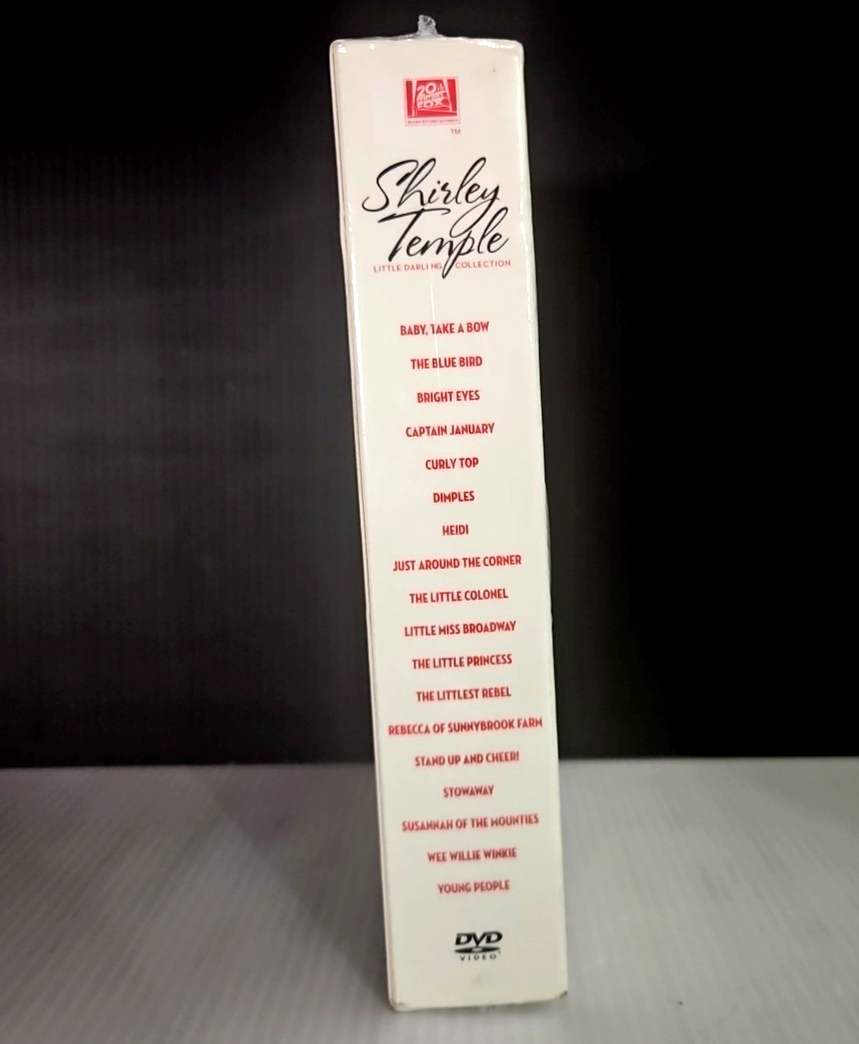 20th
CENTURY
FOX
TM
Shirley
Temple
LITTLE DARLING COLLECTION
BABY, TAKE A BOW
THE BLUE BIRD
BRIGHT EYES
CAPTAIN JANUARY
CURLY TOP
DIMPLES
HEIDI
JUST AROUND THE CORNER
THE LITTLE COLONEL
LITTLE MISS BROADWAY
THE LITTLE PRINCESS
THE LITTLEST REBEL
REBECCA OF SUNNYBROOK FARM
STAND UP AND CHEER!
STOWAWAY
SUSANNAH OF THE MOUNTIES
WEE WILLIE WINKIE
YOUNG PEOPLE
DVD
VIDEO